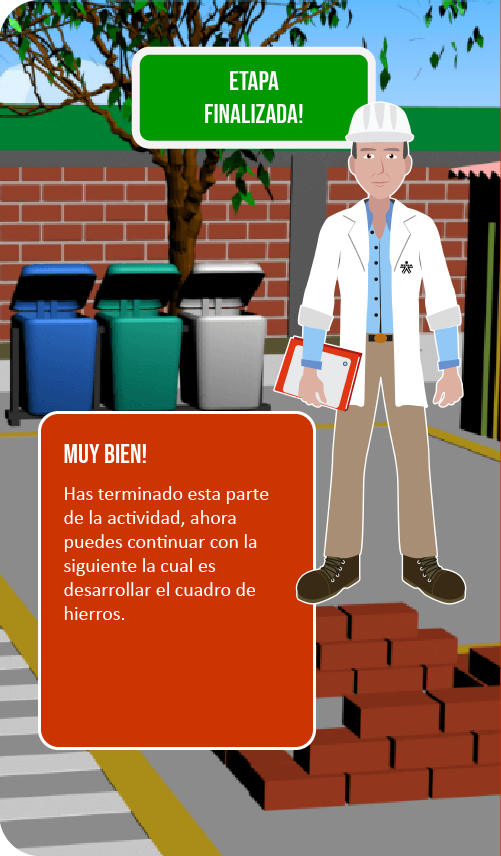 ETAPA
FINALIZADA!
MUY BIEN!
Has terminado esta parte
de la actividad, ahora
puedes continuar con la
siguiente la cual es
desarrollar el cuadro de
hierros.